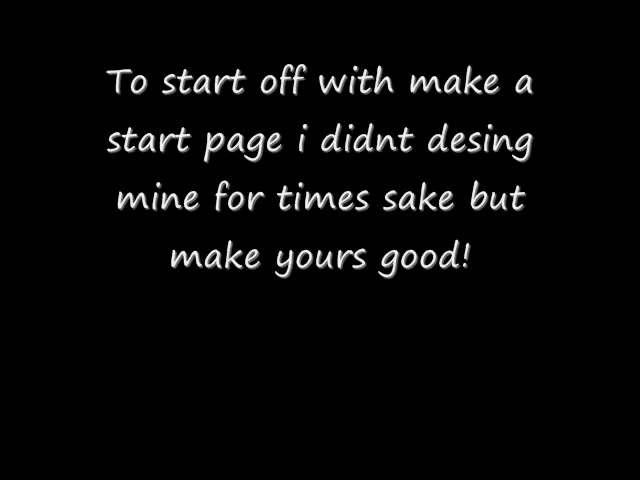 To start off with make a
start page i didnt desing
mine for times sake but
make yours good!